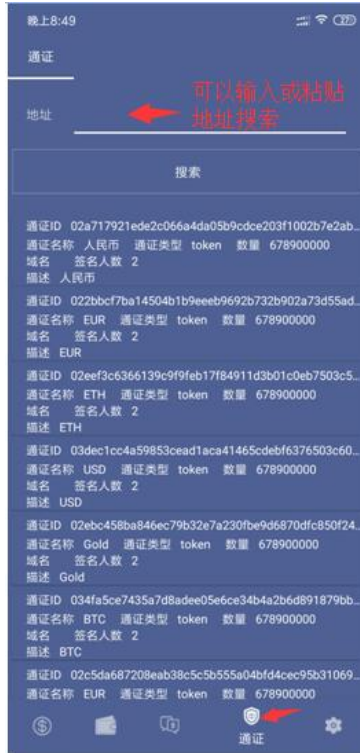 晚上8:49
27
通证
可以输入或粘贴
地址 地址搜索
搜索
通证ID 02a717921ede2c066a4da05b9cdce203f1002b7e2ab...
通证名称 人民币 通证类型 token 数量 678900000
域名 签名人数 2
描述 人民币
通证ID 022bbcf7ba14504b1b9eeeb9692b732b902a73d55ad...
通证名称 EUR 通证类型 token 数量 678900000
域名 签名人数 2
描述 EUR
通证ID 02eef3c6366139c9f9feb17f84911d3b01c0eb7503c5...
通证名称 ETH 通证类型 token 数量 678900000
域名 签名人数 2
描述 ETH
通证ID 03dec1cc4a59853cead1aca41465cdebf6376503c60...
通证名称 USD 通证类型 token 数量 678900000
域名 签名人数 2
描述 USD
通证ID 02ebc458ba846ec79b32e7a230fbe9d6870dfc850f24...
通证名称 Gold 通证类型 token 数量 678900000
域名 签名人数 2
描述 Gold
通证ID 034fa5ce7435a7d8adee05e6ce34b4a2b6d891879bb...
通证名称 BTC 通证类型 token 数量 678900000
域名 签名人数 2
描述 BTC
通证ID 02c5da687208eab38c5c5b555a04bfd4cec95b31069...
通证名称 EUR 通证类型 token 数量 678900000
通证